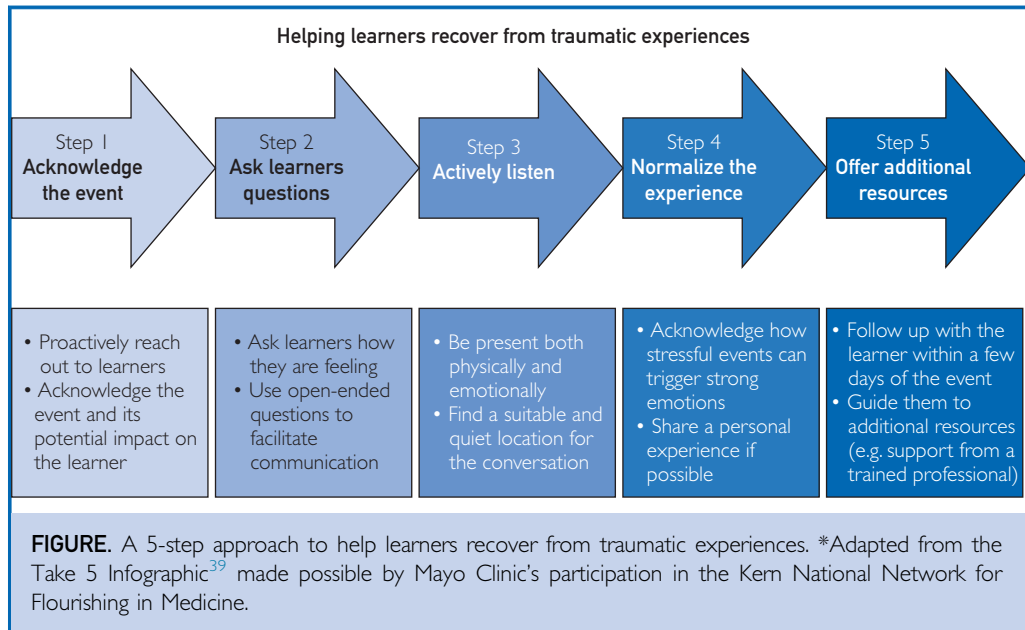 Helping learners recover from traumatic experiences
Step 1
Acknowledge
the event
Step 2
Ask learners
questions
Step 3
Actively listen
Step 4
Normalize the
experience
Step 5
Offer additional
resources
• Proactively reach
out to learners
• Acknowledge the
event and its
potential impact on
the learner
• Ask learners how
they are feeling
• Use open-ended
questions to
facilitate
communication
• Be present both
physically and
emotionally
• Find a suitable and
quiet location for
the conversation
• Acknowledge how
stressful events can
trigger strong
emotions
• Share a personal
experience if
possible
• Follow up with the
learner within a few
days of the event
• Guide them to
additional resources
(e.g. support from a
trained professional)
FIGURE. A 5-step approach to help learners recover from traumatic experiences. *Adapted from the
Take 5 Infographic39 made possible by Mayo Clinic's participation in the Kern National Network for
Flourishing in Medicine.